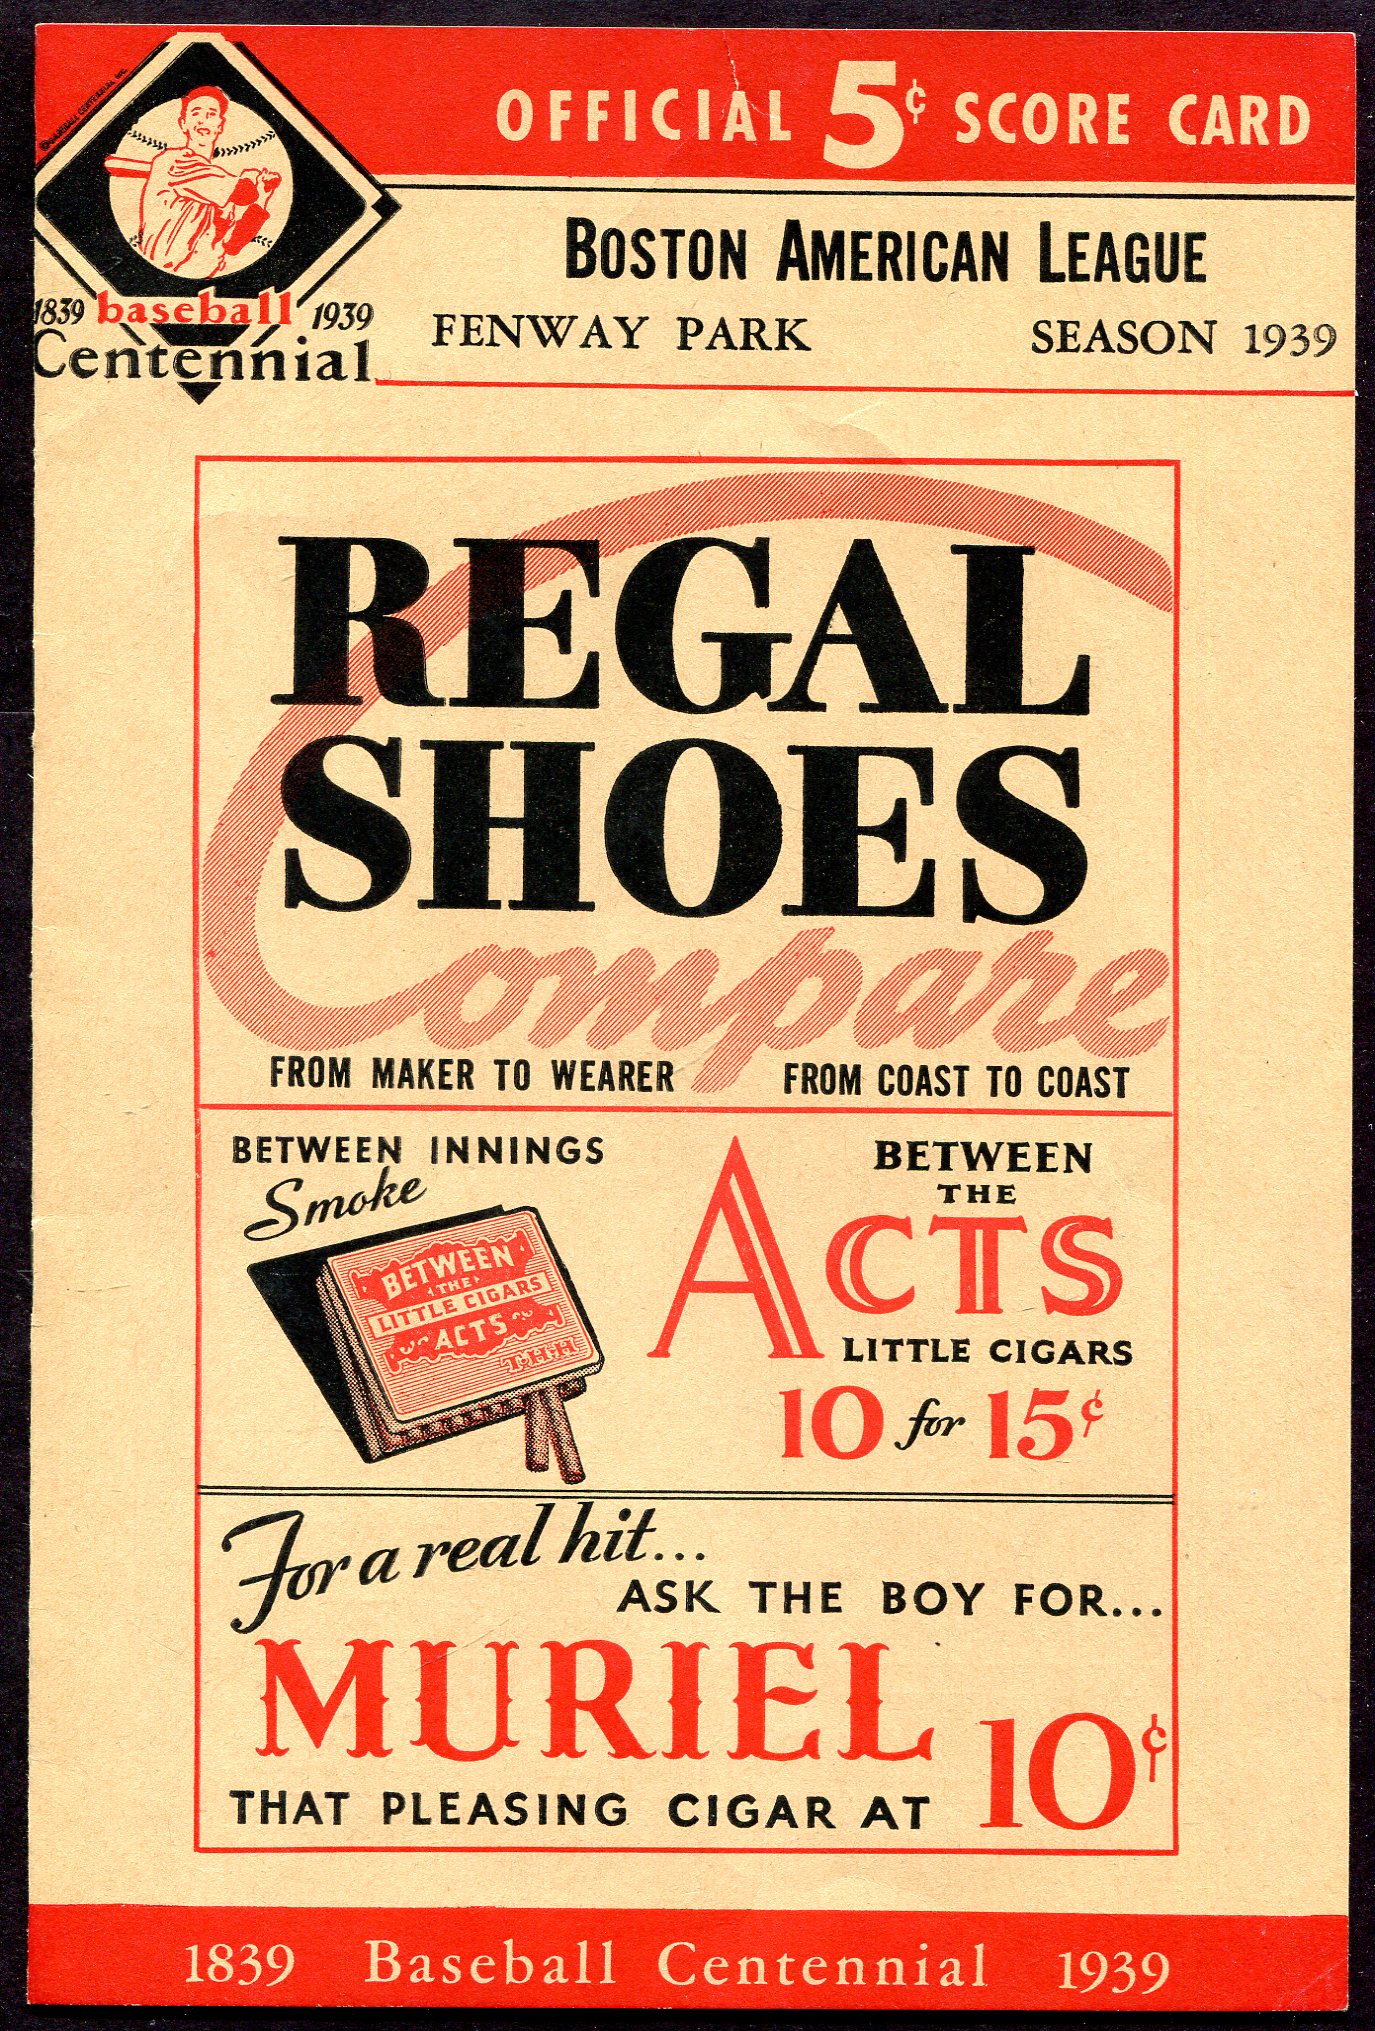 OFFICIAL 5¢ SCORE CARD
BOSTON AMERICAN LEAGUE
FENWAY PARK SEASON 1939
1839 baseball 1939
Centennial
REGAL
SHOES
Compare
FROM MAKER TO WEARER FROM COAST TO COAST
BETWEEN INNINGS
Smoke
BETWEEN
THE
LITTLE CIGARS
ACTS
BETWEEN
THE
ACTS
LITTLE CIGARS
10 for 15¢
For a real hit...
ASK THE BOY FOR...
MURIEL
THAT PLEASING CIGAR AT 10¢
1839 Baseball Centennial 1939